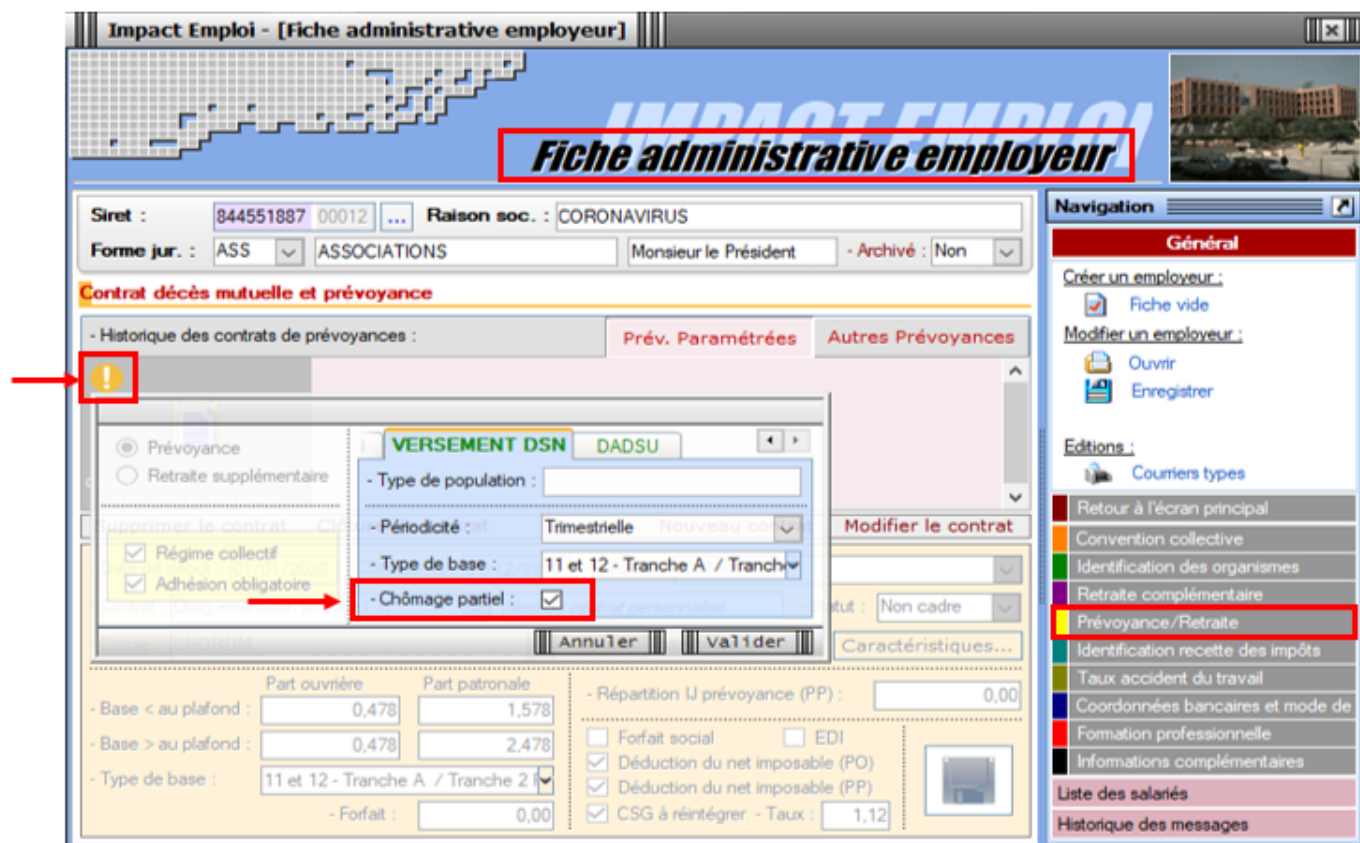 Impact Emploi - [Fiche administrative employeur]
IMPACT EMPLOI
Fiche administrative employeur
Siret : 844551887 00012 ... Raison soc. : CORONAVIRUS
Forme jur. : ASS ASSOCIATIONS Monsieur le Président - Archivé : Non
Contrat décès mutuelle et prévoyance
- Historique des contrats de prévoyances : Prév. Paramétrées Autres Prévoyances
Prévoyance
Retraite supplémentaire
VERSEMENT DSN DADSU
- Type de population :
Supprimer le contrat Nouveau contrat Modifier le contrat
- Périodicité : Trimestrielle
Régime collectif
Adhésion obligatoire
- Type de base : 11 et 12 - Tranche A / Tranche
- Chômage partiel :
contrat personnalisé Statut : Non cadre
CHORUM
Annuler Valider Caractéristiques...
Part ouvrière Part patronale
- Base < au plafond : 0,478 1,578
- Base > au plafond : 0,478 2,478
- Type de base : 11 et 12 - Tranche A / Tranche 2
- Forfait : 0,00
- Répartition IJ prévoyance (PP) : 0,00
Forfait social EDI
Déduction du net imposable (PO)
Déduction du net imposable (PP)
CSG à réintégrer - Taux : 1,12
Navigation
Général
Créer un employeur :
Fiche vide
Modifier un employeur :
Ouvrir
Enregistrer
Editions :
Courriers types
Retour à l'écran principal
Convention collective
Identification des organismes
Retraite complémentaire
Prévoyance/Retraite
Identification recette des impôts
Taux accident du travail
Coordonnées bancaires et mode de
Formation professionnelle
Informations complémentaires
Liste des salariés
Historique des messages